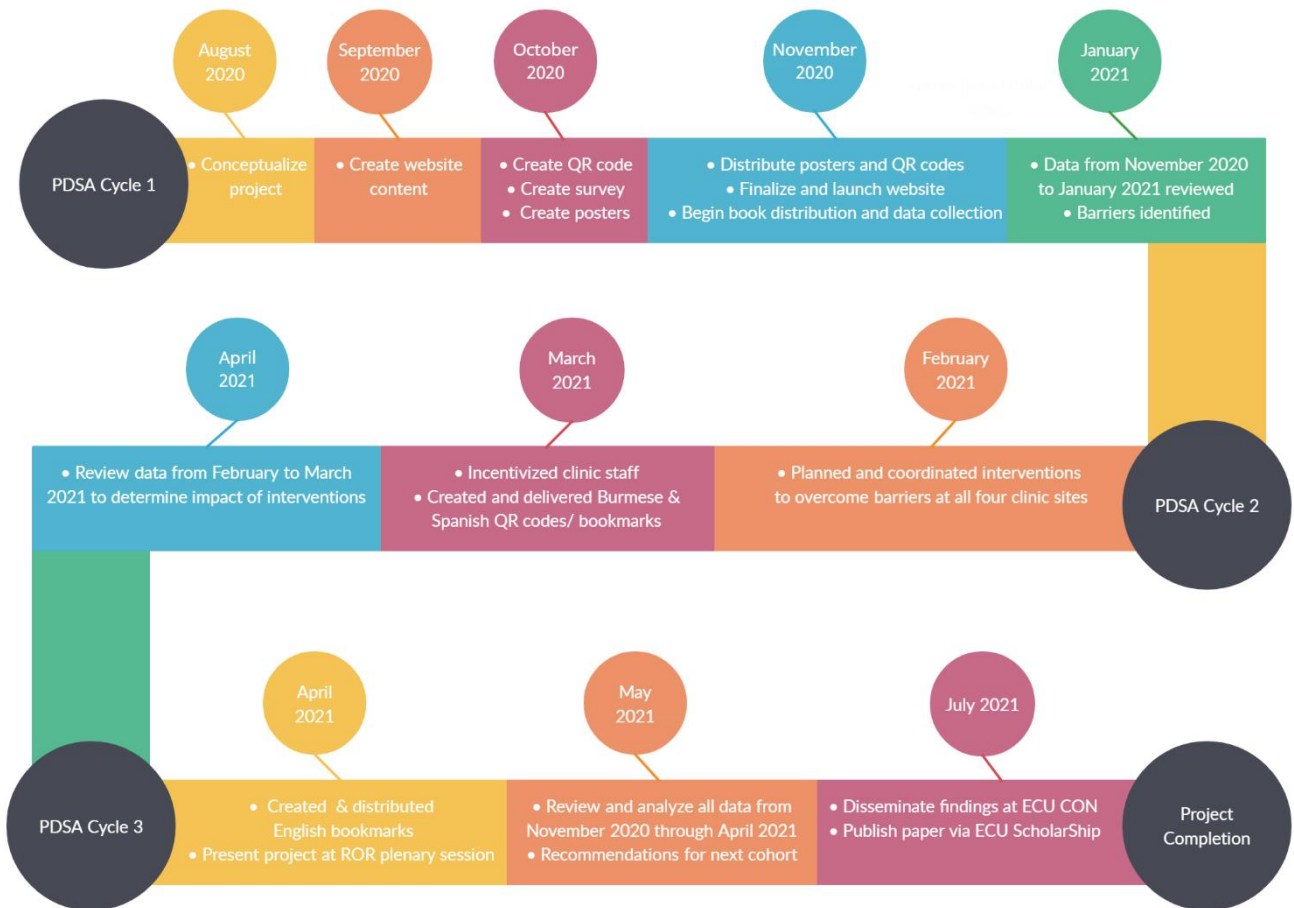 August
2020
September
2020
October
2020
November
2020
January
2021
PDSA Cycle 1
• Conceptualize
project
• Create website
content
• Create QR code
• Create survey
• Create posters
• Distribute posters and QR codes
• Finalize and launch website
• Begin book distribution and data collection
• Data from November 2020
to January 2021 reviewed
• Barriers identified
February
2021
March
2021
April
2021
PDSA Cycle 2
• Planned and coordinated interventions
to overcome barriers at all four clinic sites
• Incentivized clinic staff
• Created and delivered Burmese &
Spanish QR codes/ bookmarks
• Review data from February to March
2021 to determine impact of interventions
April
2021
May
2021
July 2021
PDSA Cycle 3
• Created & distributed
English bookmarks
• Present project at ROR plenary session
• Review and analyze all data from
November 2020 through April 2021
• Recommendations for next cohort
• Disseminate findings at ECU CON
• Publish paper via ECU ScholarShip
Project
Completion